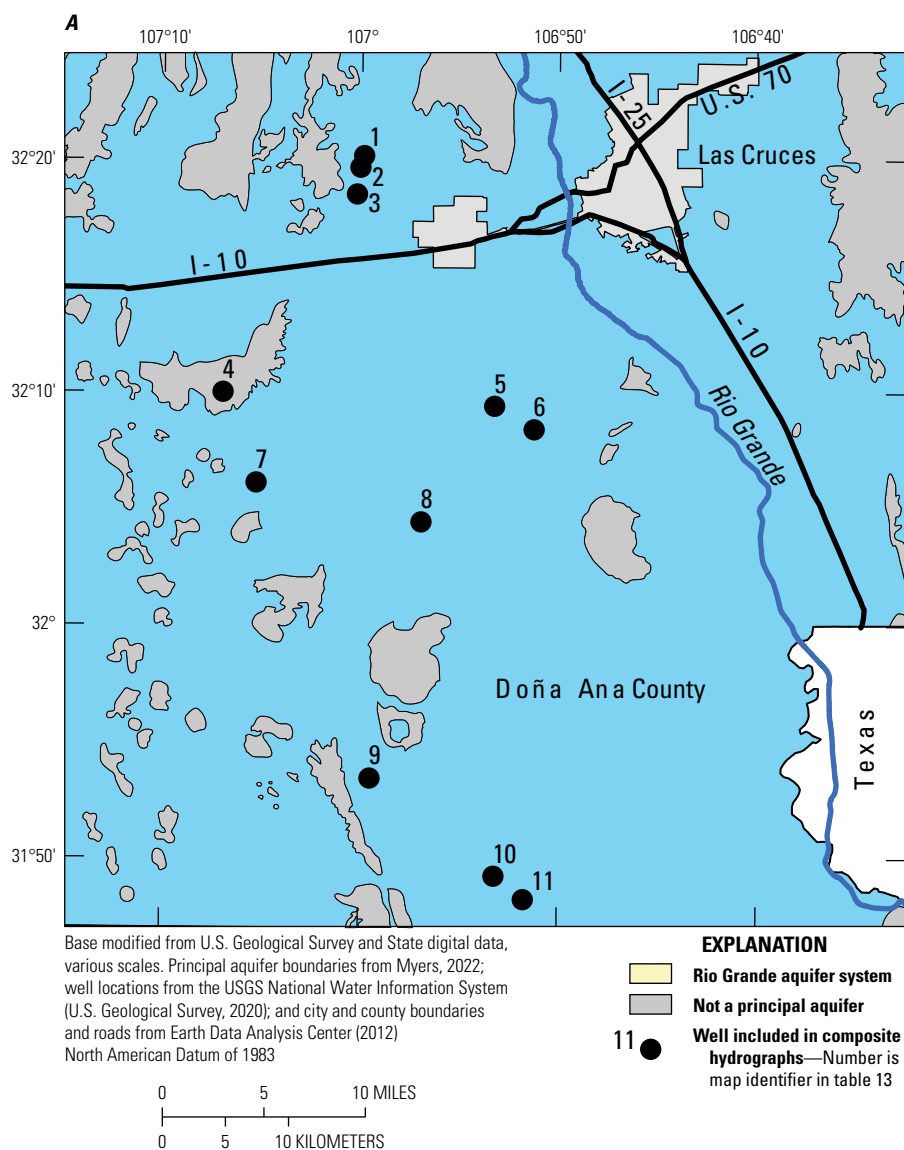 A
107°10'
107°
106°50'
106°40'
32°20'
32°10'
32°
31°50'
1
2
3
I-25
U.S. 70
Las Cruces
I-10
I-10
4
5
6
7
8
Rio Grande
Doña Ana County
9
Texas
10
11
Base modified from U.S. Geological Survey and State digital data,
various scales. Principal aquifer boundaries from Myers, 2022;
well locations from the USGS National Water Information System
(U.S. Geological Survey, 2020); and city and county boundaries
and roads from Earth Data Analysis Center (2012)
North American Datum of 1983
EXPLANATION
Rio Grande aquifer system
Not a principal aquifer
11 Well included in composite
hydrographs—Number is
map identifier in table 13
0 5 10 MILES
0 5 10 KILOMETERS